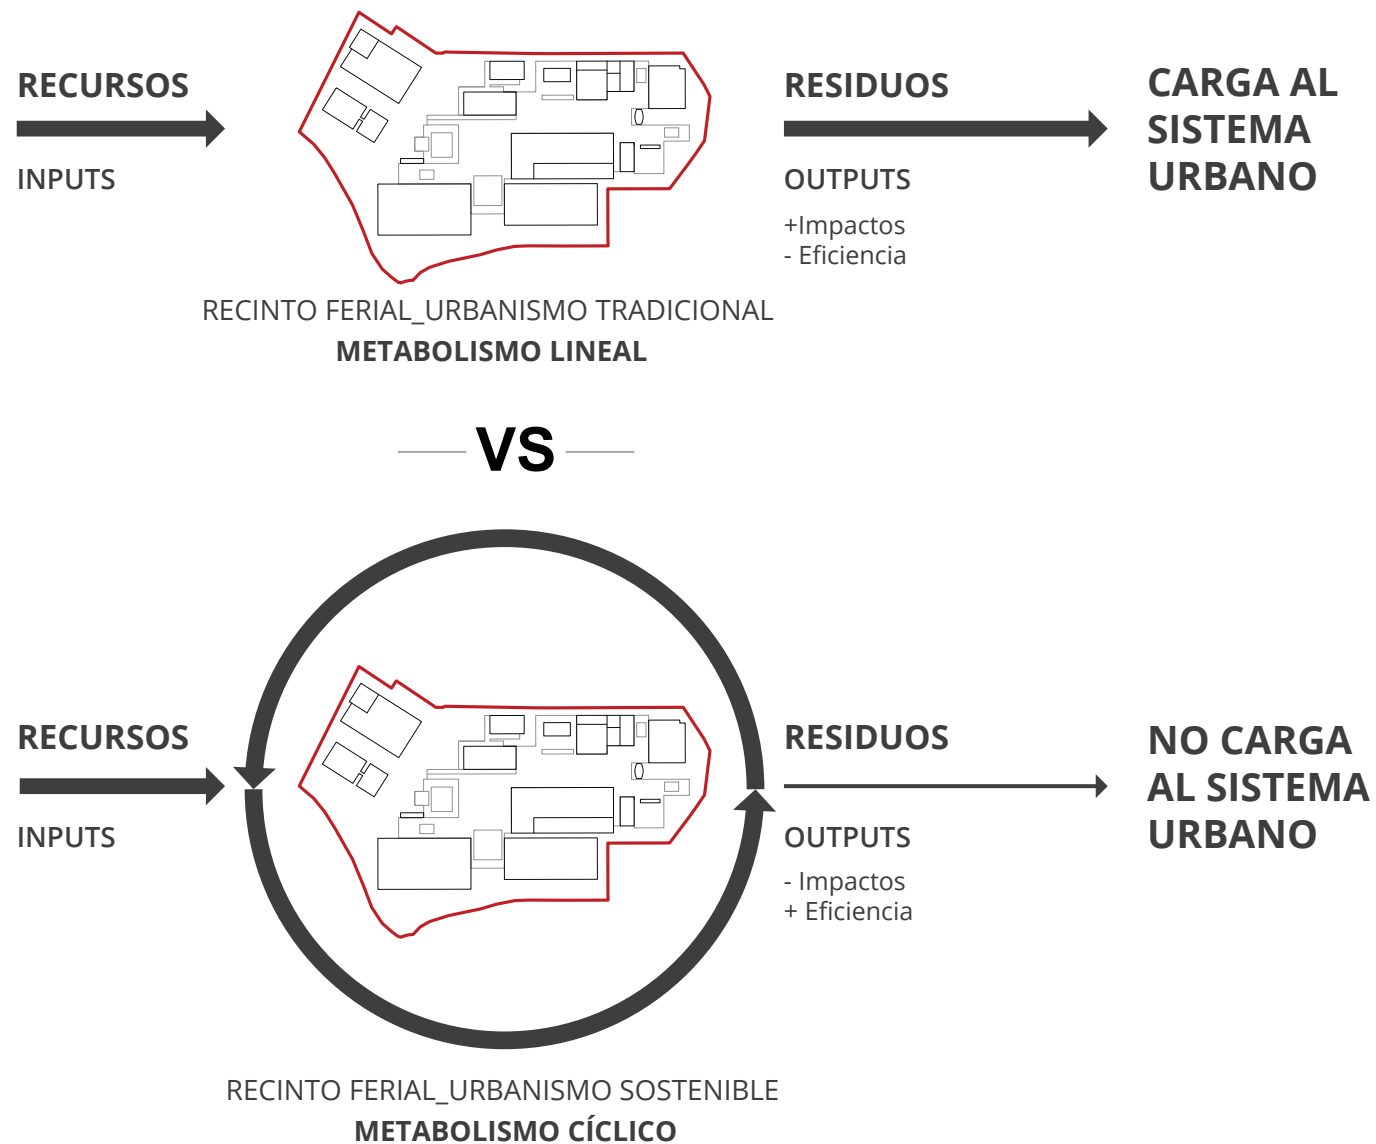 RECURSOS
INPUTS
RESIDUOS
OUTPUTS
+Impactos
- Eficiencia
CARGA AL
SISTEMA
URBANO
RECINTO FERIAL_URBANISMO TRADICIONAL
METABOLISMO LINEAL
VS
RECURSOS
INPUTS
RESIDUOS
OUTPUTS
- Impactos
+ Eficiencia
NO CARGA
AL SISTEMA
URBANO
RECINTO FERIAL_URBANISMO SOSTENIBLE
METABOLISMO CÍCLICO